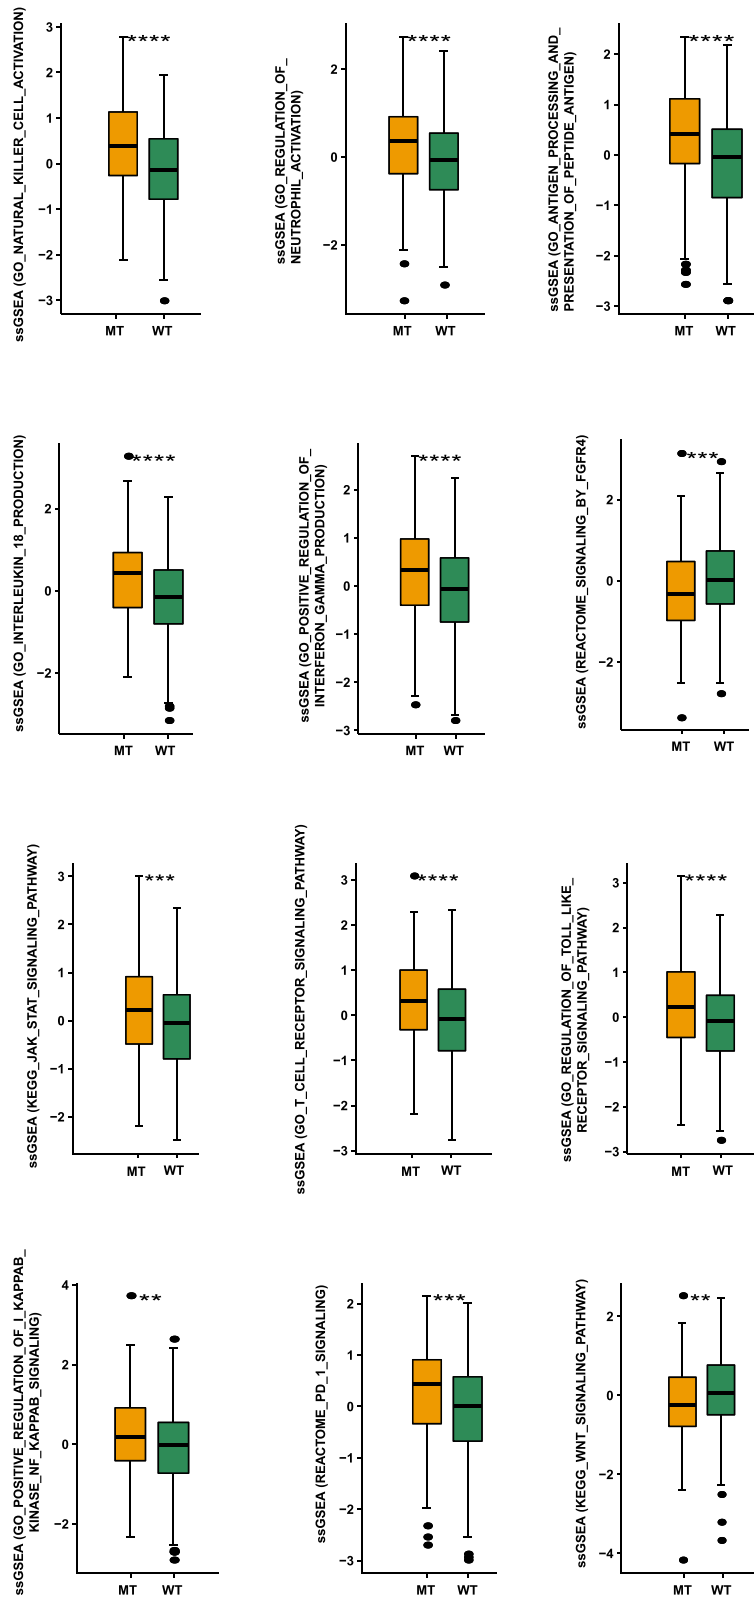 ssGSEA (GO_NATURAL_KILLER_CELL_ACTIVATION)
3
2
1
0
−1
−2
−3
****
MT WT
ssGSEA (GO_REGULATION_OF_
NEUTROPHIL_ACTIVATION)
2
0
−2
****
MT WT
ssGSEA (GO_ANTIGEN_PROCESSING_AND_
PRESENTATION_OF_PEPTIDE_ANTIGEN)
2
1
0
−1
−2
−3
****
MT WT
ssGSEA (GO_INTERLEUKIN_18_PRODUCTION)
2
0
−2
****
MT WT
ssGSEA (GO_POSITIVE_REGULATION_OF_
INTERFERON_GAMMA_PRODUCTION)
2
1
0
−1
−2
−3
****
MT WT
ssGSEA (REACTOME_SIGNALING_BY_FGFR4)
2
0
−2
***
MT WT
ssGSEA (KEGG_JAK_STAT_SIGNALING_PATHWAY)
3
2
1
0
−1
−2
***
MT WT
ssGSEA (GO_T_CELL_RECEPTOR_SIGNALING_PATHWAY)
3
2
1
0
−1
−2
−3
****
MT WT
ssGSEA (GO_REGULATION_OF_TOLL_LIKE_
RECEPTOR_SIGNALING_PATHWAY)
3
2
1
0
−1
−2
−3
****
MT WT
ssGSEA (GO_POSITIVE_REGULATION_OF_I_KAPPAB_
KINASE_NF_KAPPAB_SIGNALING)
4
2
0
−2
**
MT WT
ssGSEA (REACTOME_PD_1_SIGNALING)
2
1
0
−1
−2
−3
***
MT WT
ssGSEA (KEGG_WNT_SIGNALING_PATHWAY)
2
0
−2
−4
**
MT WT